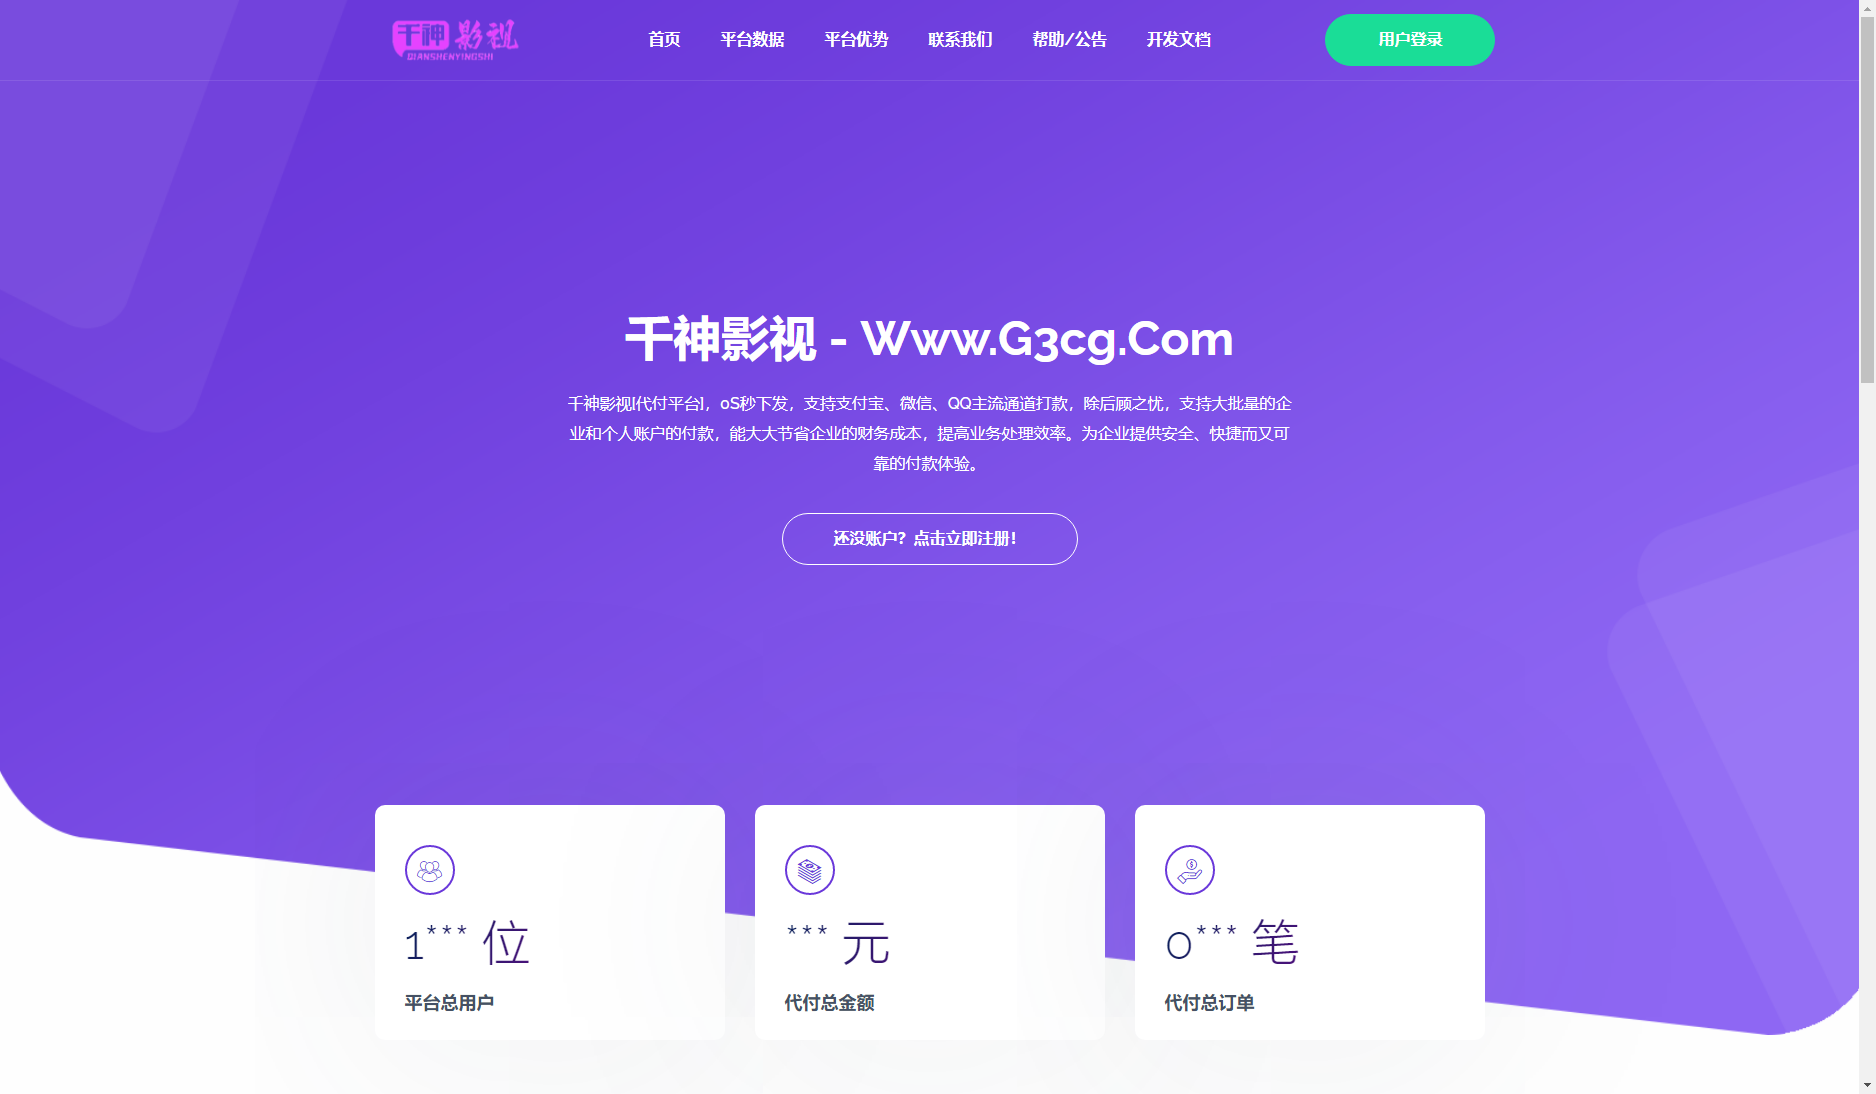 千神影视
QIANSHENYINGSHI
首页
平台数据
平台优势
联系我们
帮助/公告
开发文档
用户登录
千神影视 - Www.G3cg.Com
千神影视[代付平台]，0S秒下发，支持支付宝、微信、QQ主流通道打款，除后顾之忧，支持大批量的企
业和个人账户的付款，能大大节省企业的财务成本，提高业务处理效率。为企业提供安全、快捷而又可
靠的付款体验。
还没账户？点击立即注册！
1*** 位
平台总用户
*** 元
代付总金额
0*** 笔
代付总订单